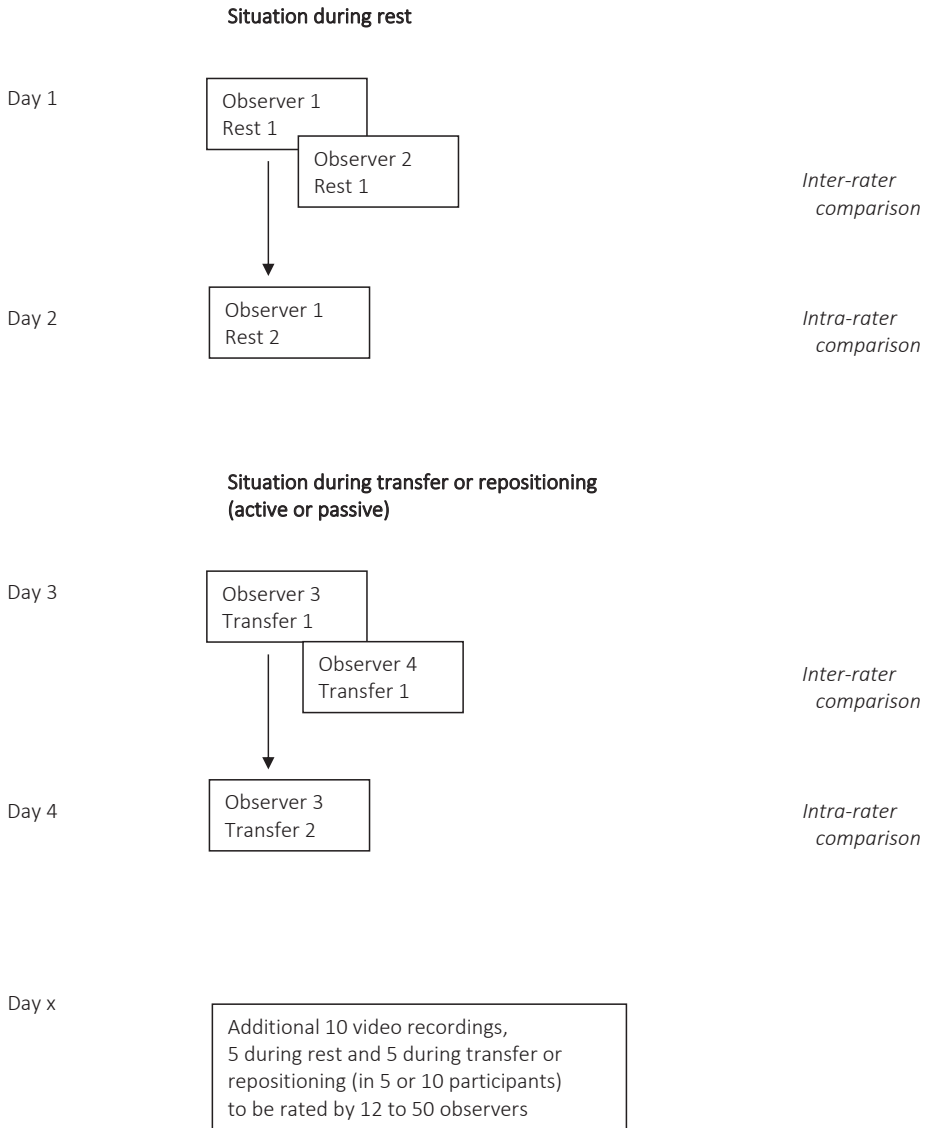 Situation during rest
Day 1
Observer 1
Rest 1
Observer 2
Rest 1
Inter-rater
comparison
Day 2
Observer 1
Rest 2
Intra-rater
comparison
Situation during transfer or repositioning
(active or passive)
Day 3
Observer 3
Transfer 1
Observer 4
Transfer 1
Inter-rater
comparison
Day 4
Observer 3
Transfer 2
Intra-rater
comparison
Day x
Additional 10 video recordings,
5 during rest and 5 during transfer or
repositioning (in 5 or 10 participants)
to be rated by 12 to 50 observers